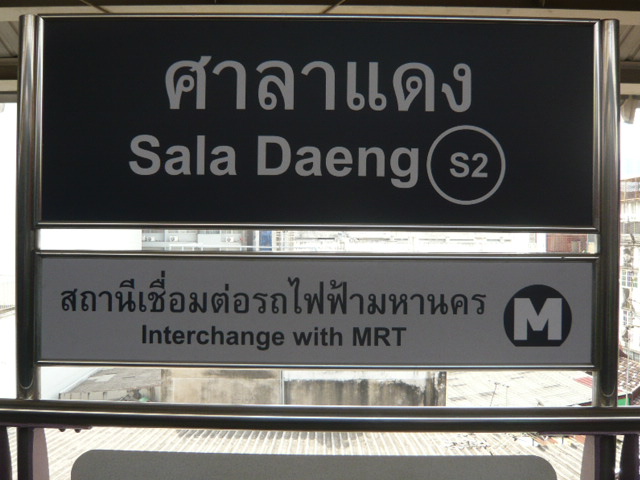 ศาลาแดง
Sala Daeng S2
สถานีเชื่อมต่อรถไฟฟ้ามหานคร
Interchange with MRT
M